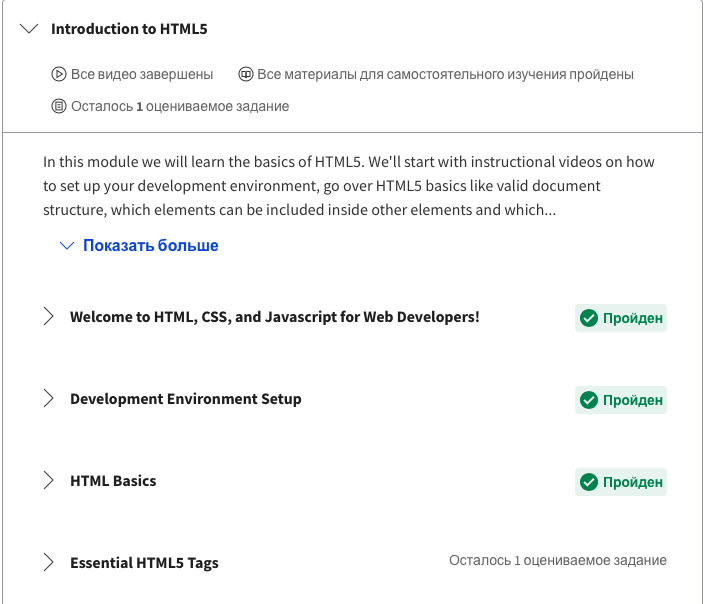 Introduction to HTML5
Все видео завершены
Все материалы для самостоятельного изучения пройдены
Осталось 1 оцениваемое задание
In this module we will learn the basics of HTML5. We'll start with instructional videos on how
to set up your development environment, go over HTML5 basics like valid document
structure, which elements can be included inside other elements and which...
Показать больше
Welcome to HTML, CSS, and Javascript for Web Developers!
Пройден
Development Environment Setup
Пройден
HTML Basics
Пройден
Essential HTML5 Tags
Осталось 1 оцениваемое задание